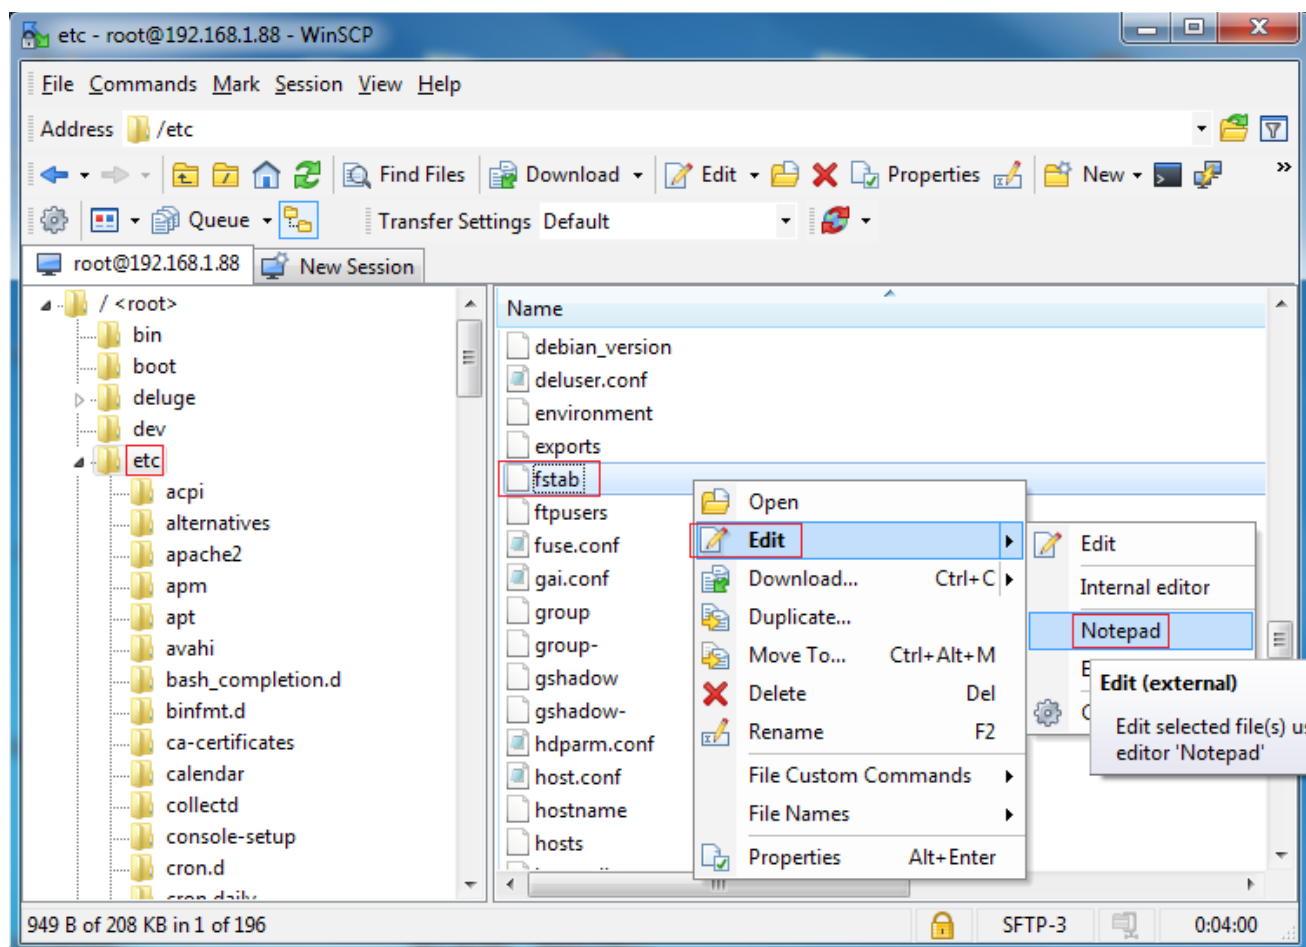 etc - root@192.168.1.88 - WinSCP
File Commands Mark Session View Help
Address /etc
Find Files Download Edit Properties New »
Queue Transfer Settings Default
root@192.168.1.88 New Session
/ <root>
bin
boot
deluge
dev
etc
acpi
alternatives
apache2
apm
apt
avahi
bash_completion.d
binfmt.d
ca-certificates
calendar
collectd
console-setup
cron.d
cron.daily
Name
debian_version
deluser.conf
environment
exports
fstab
ftpusers
fuse.conf
gai.conf
group
group-
gshadow
gshadow-
hdparm.conf
host.conf
hostname
hosts
Open
Edit
Download... Ctrl+C
Duplicate...
Move To... Ctrl+Alt+M
Delete Del
Rename F2
File Custom Commands
File Names
Properties Alt+Enter
Edit
Internal editor
Notepad
Edit (external)
Edit selected file(s) us
editor 'Notepad'
949 B of 208 KB in 1 of 196 SFTP-3 0:04:00